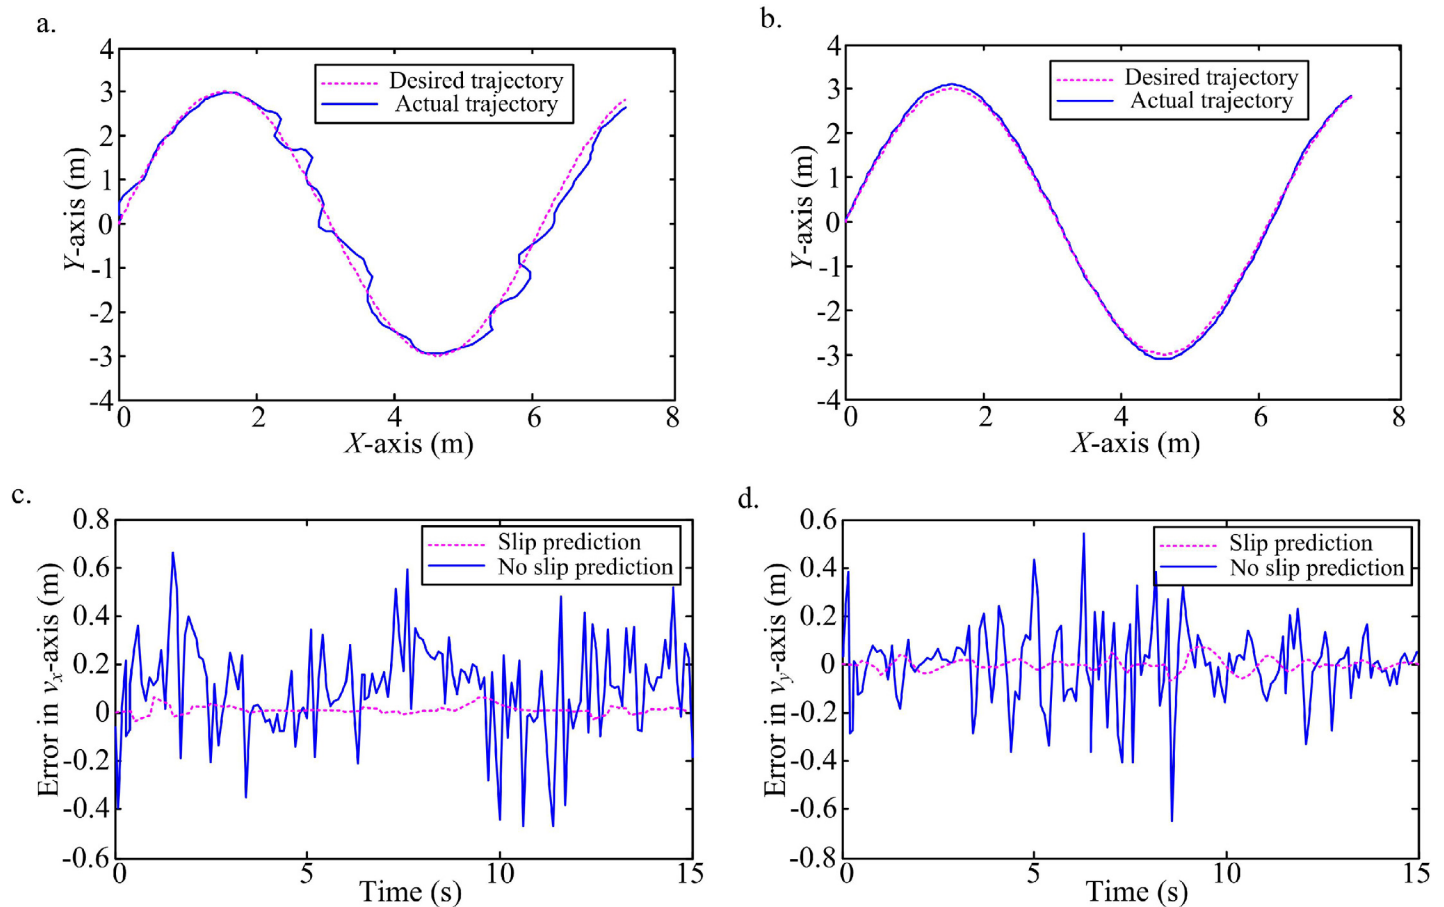 a.
4
3
2
1
0
-1
-2
-3
-4
Y-axis (m)
Desired trajectory
Actual trajectory
0
2
4
6
8
X-axis (m)
b.
4
3
2
1
0
-1
-2
-3
-4
Y-axis (m)
Desired trajectory
Actual trajectory
0
2
4
6
8
X-axis (m)
c.
0.8
0.6
0.4
0.2
0
-0.2
-0.4
-0.6
Error in vx-axis (m)
Slip prediction
No slip prediction
0
5
10
15
Time (s)
d.
0.6
0.4
0.2
0
-0.2
-0.4
-0.6
-0.8
Error in vy-axis (m)
Slip prediction
No slip prediction
0
5
10
15
Time (s)